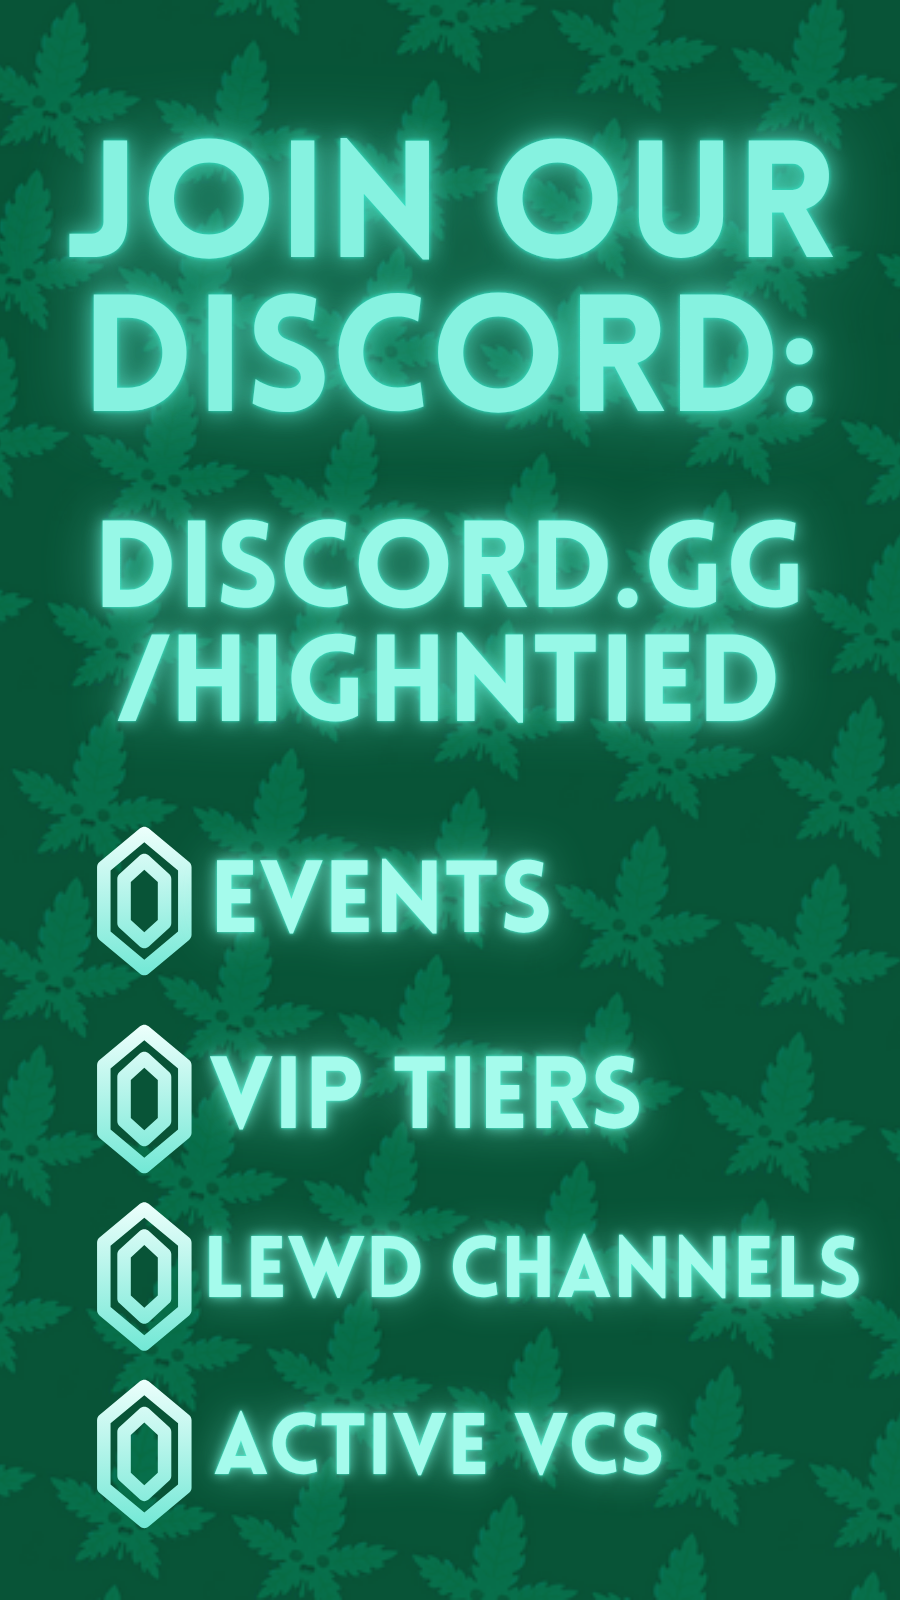 JOIN OUR
DISCORD:
DISCORD.GG
/HIGHNTIED
EVENTS
VIP TIERS
LEWD CHANNELS
ACTIVE VCS